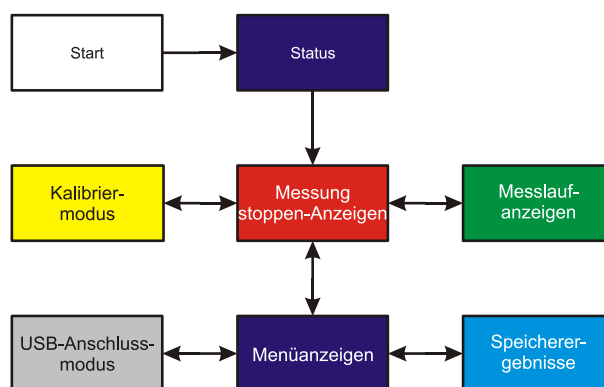 Start
Status
Kalibrier-
modus
Messung
stoppen-Anzeigen
Messlauf-
anzeigen
USB-Anschluss-
modus
Menüanzeigen
Speicherer-
gebnisse